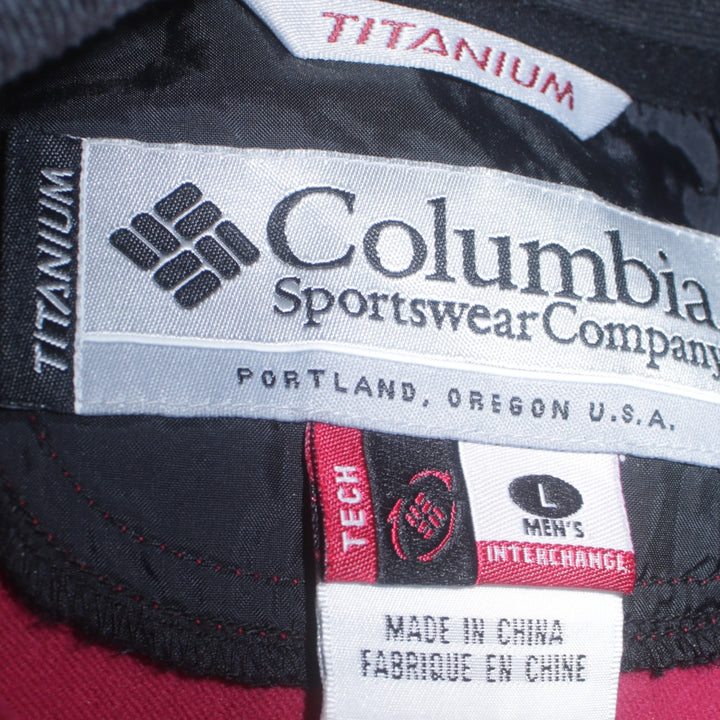 TITANIUM
TITANIUM
Columbia
Sportswear Company
PORTLAND, OREGON U.S.A.
TECH
L
MEN'S
INTERCHANGE
MADE IN CHINA
FABRIQUE EN CHINE